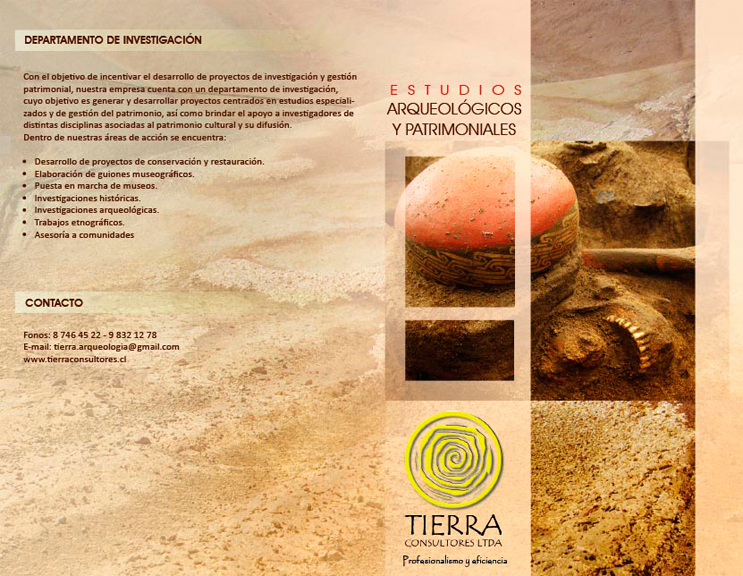 DEPARTAMENTO DE INVESTIGACIÓN
Con el objetivo de incentivar el desarrollo de proyectos de investigación y gestión
patrimonial, nuestra empresa cuenta con un departamento de investigación,
cuyo objetivo es generar y desarrollar proyectos centrados en estudios especiali-
zados y de gestión del patrimonio, así como brindar el apoyo a investigadores de
distintas disciplinas asociadas al patrimonio cultural y su difusión.
Dentro de nuestras áreas de acción se encuentra:
• Desarrollo de proyectos de conservación y restauración.
• Elaboración de guiones museográficos.
• Puesta en marcha de museos.
• Investigaciones históricas.
• Investigaciones arqueológicas.
• Trabajos etnográficos.
• Asesoría a comunidades
CONTACTO
Fonos: 8 746 45 22 - 9 832 12 78
E-mail: tierra.arqueologia@gmail.com
www.tierraconsultores.cl
ESTUDIOS
ARQUEOLÓGICOS
Y PATRIMONIALES
TIERRA
CONSULTORES LTDA
Profesionalismo y eficiencia